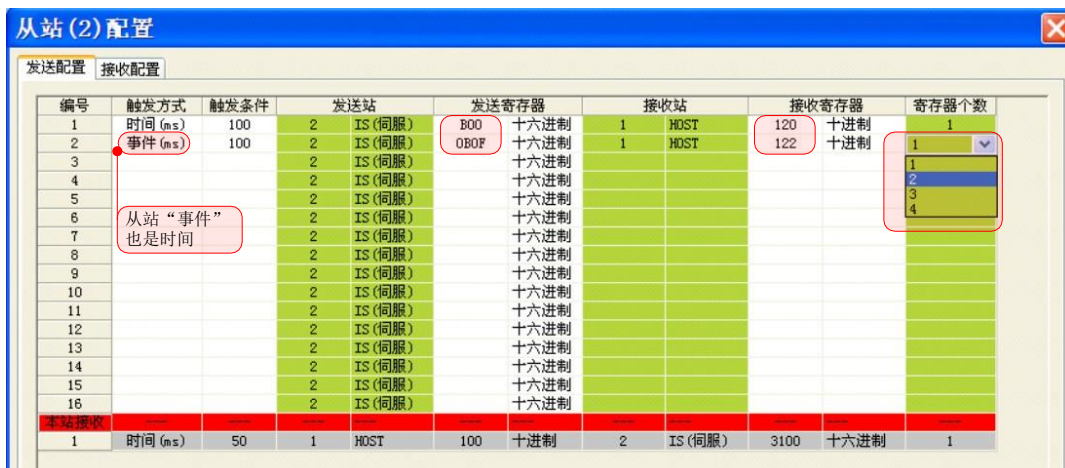 从站(2)配置
发送配置 接收配置
编号 触发方式 触发条件 发送站 发送寄存器 接收站 接收寄存器 寄存器个数
1 时间(ms) 100 2 IS(伺服) B00 十六进制 1 HOST 120 十进制 1
2 事件(ms) 100 2 IS(伺服) 0B0F 十六进制 1 HOST 122 十进制 1
3 2 IS(伺服) 十六进制 1
4 2 IS(伺服) 十六进制 2
5 2 IS(伺服) 十六进制 3
6 2 IS(伺服) 十六进制 4
从站“事件”
也是时间
7 2 IS(伺服) 十六进制
8 2 IS(伺服) 十六进制
9 2 IS(伺服) 十六进制
10 2 IS(伺服) 十六进制
11 2 IS(伺服) 十六进制
12 2 IS(伺服) 十六进制
13 2 IS(伺服) 十六进制
14 2 IS(伺服) 十六进制
15 2 IS(伺服) 十六进制
16 2 IS(伺服) 十六进制
本站接收 --- --- --- --- --- --- --- --- --- --- ---
1 时间(ms) 50 1 HOST 100 十进制 2 IS(伺服) 3100 十六进制 1